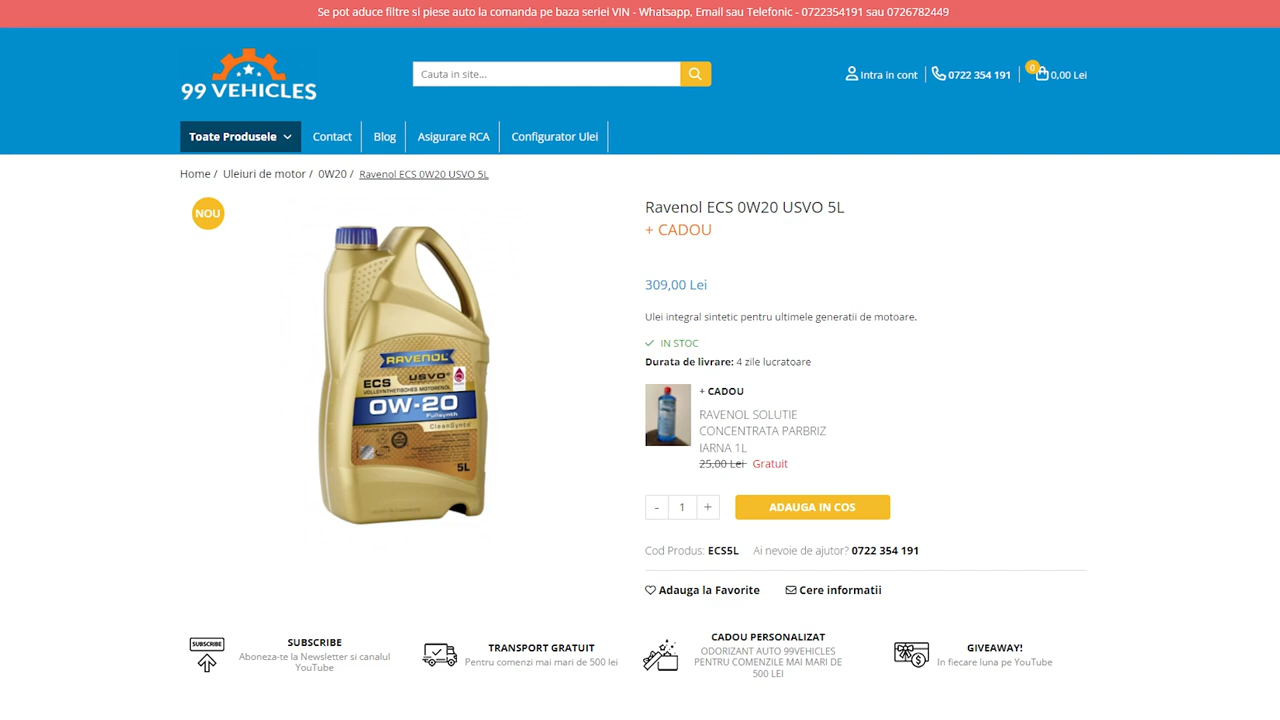 Se pot aduce filtre si piese auto la comanda pe baza seriei VIN - Whatsapp, Email sau Telefonic - 0722354191 sau 0726782449
99 VEHICLES
Cauta in site...
Intra in cont
0722 354 191
0
0,00 Lei
Toate Produsele
Contact
Blog
Asigurare RCA
Configurator Ulei
Home / Uleiuri de motor / 0W20 / Ravenol ECS 0W20 USVO 5L
NOU
RAVENOL
ECS USVO
VOLLSYNTHETISCHES MOTORENÖL
0W-20
Fullsynth
CleanSynto
MADE IN GERMANY
5L
Ravenol ECS 0W20 USVO 5L
+ CADOU
309,00 Lei
Ulei integral sintetic pentru ultimele generatii de motoare.
IN STOC
Durata de livrare: 4 zile lucratoare
+ CADOU
RAVENOL SOLUTIE
CONCENTRATA PARBRIZ
IARNA 1L
25,00 Lei Gratuit
- 1 +
ADAUGA IN COS
Cod Produs: ECS5L Ai nevoie de ajutor? 0722 354 191
Adauga la Favorite
Cere informatii
SUBSCRIBE
SUBSCRIBE
Aboneza-te la Newsletter si canalul
YouTube
TRANSPORT GRATUIT
Pentru comenzi mai mari de 500 lei
CADOU PERSONALIZAT
ODORIZANT AUTO 99VEHICLES
PENTRU COMENZILE MAI MARI DE
500 LEI
GIVEAWAY!
In fiecare luna pe YouTube